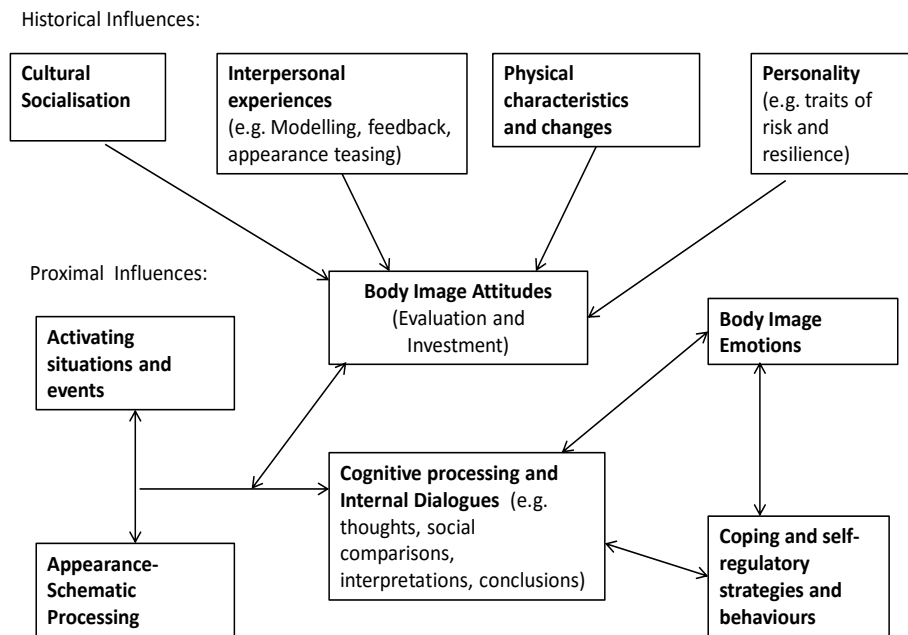 Historical Influences:
Cultural
Socialisation
Interpersonal
experiences
(e.g. Modelling, feedback,
appearance teasing)
Physical
characteristics
and changes
Personality
(e.g. traits of
risk and
resilience)
Proximal Influences:
Body Image Attitudes
(Evaluation and
Investment)
Activating
situations and
events
Body Image
Emotions
Cognitive processing and
Internal Dialogues (e.g.
thoughts, social
comparisons,
interpretations, conclusions)
Appearance-
Schematic
Processing
Coping and self-
regulatory
strategies and
behaviours